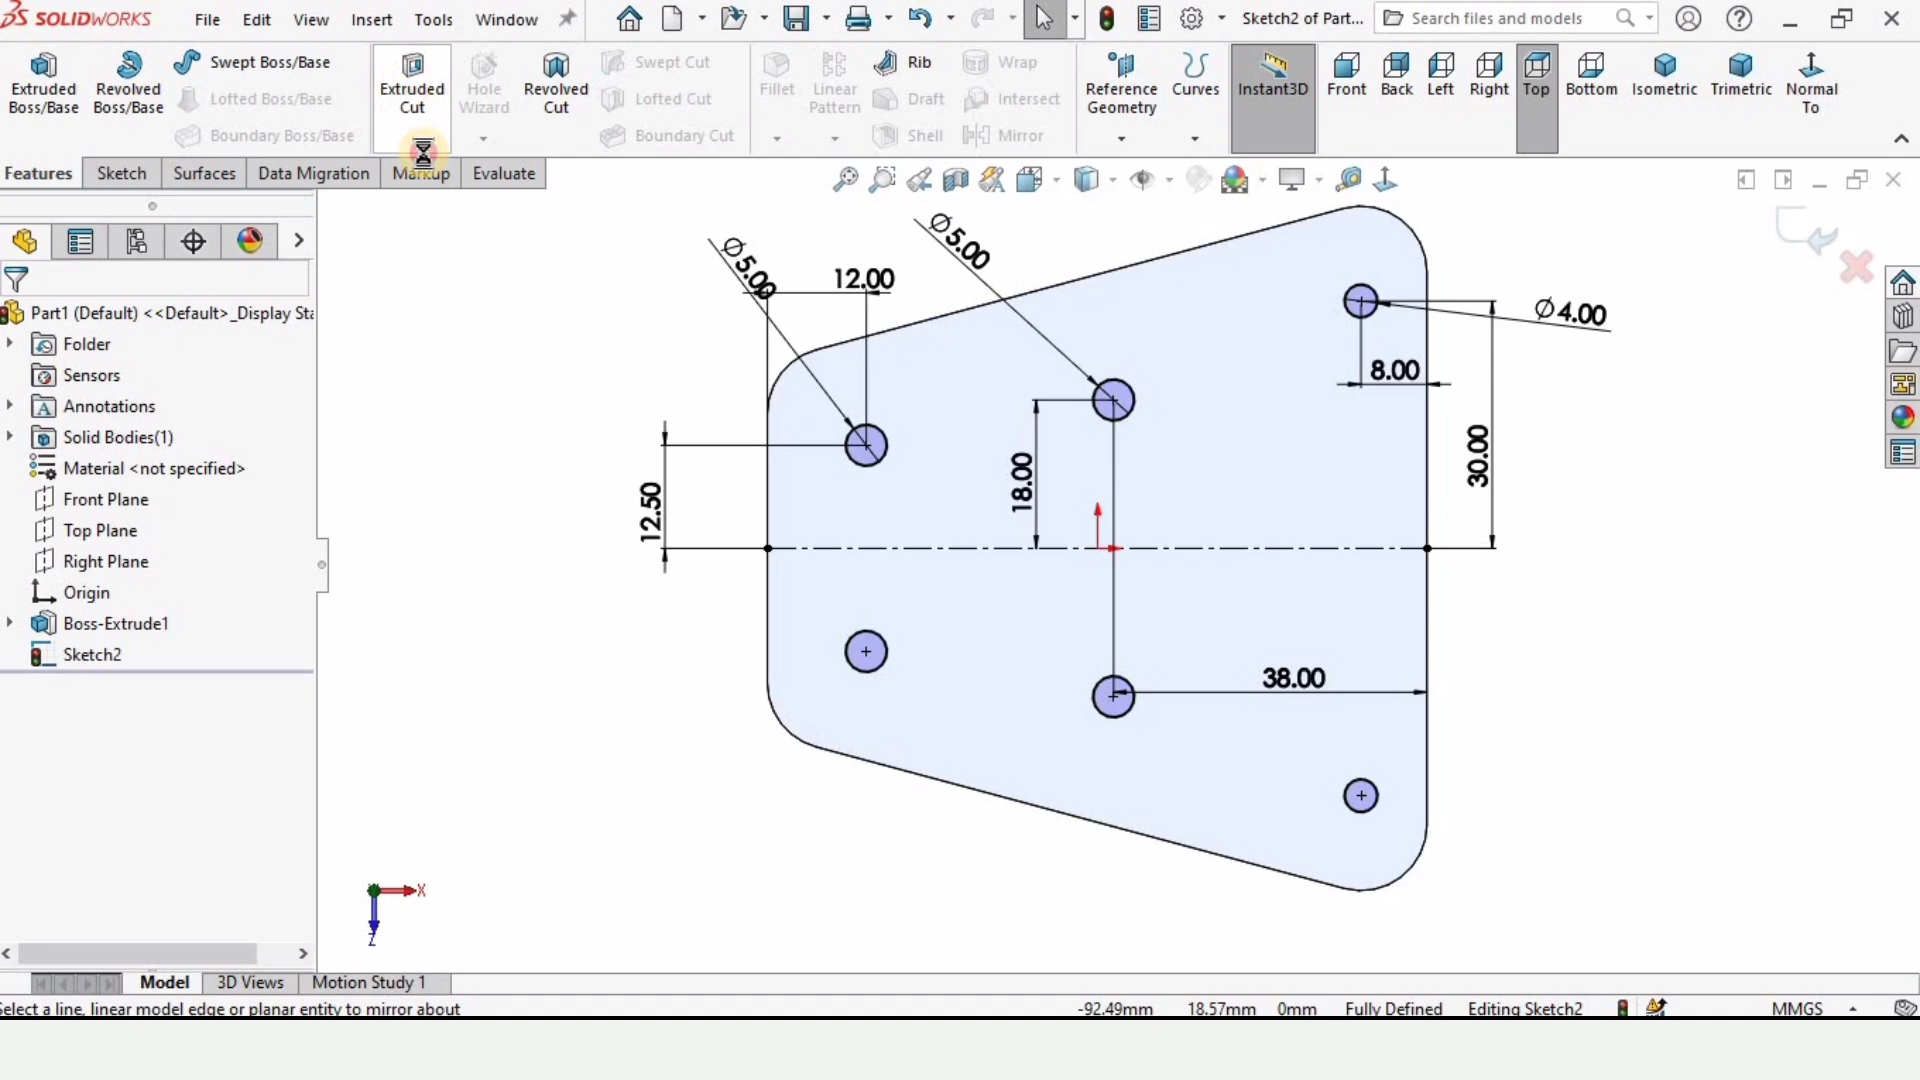 SOLIDWORKS
File Edit View Insert Tools Window
Sketch2 of Part...
Search files and models
Extruded Boss/Base
Revolved Boss/Base
Swept Boss/Base
Lofted Boss/Base
Boundary Boss/Base
Extruded Cut
Hole Wizard
Revolved Cut
Swept Cut
Lofted Cut
Boundary Cut
Fillet
Linear Pattern
Rib
Draft
Shell
Wrap
Intersect
Mirror
Reference Geometry
Curves
Instant3D
Front
Back
Left
Right
Top
Bottom
Isometric
Trimetric
Normal To
Features Sketch Surfaces Data Migration Markup Evaluate
Part1 (Default) <<Default>_Display Sta
Folder
Sensors
Annotations
Solid Bodies(1)
Material <not specified>
Front Plane
Top Plane
Right Plane
Origin
Boss-Extrude1
Sketch2
∅5.00
12.00
∅5.00
∅4.00
8.00
12.50
18.00
30.00
38.00
X
Z
Model 3D Views Motion Study 1
Select a line, linear model edge or planar entity to mirror about
-92.49mm 18.57mm 0mm Fully Defined Editing Sketch2 MMGS